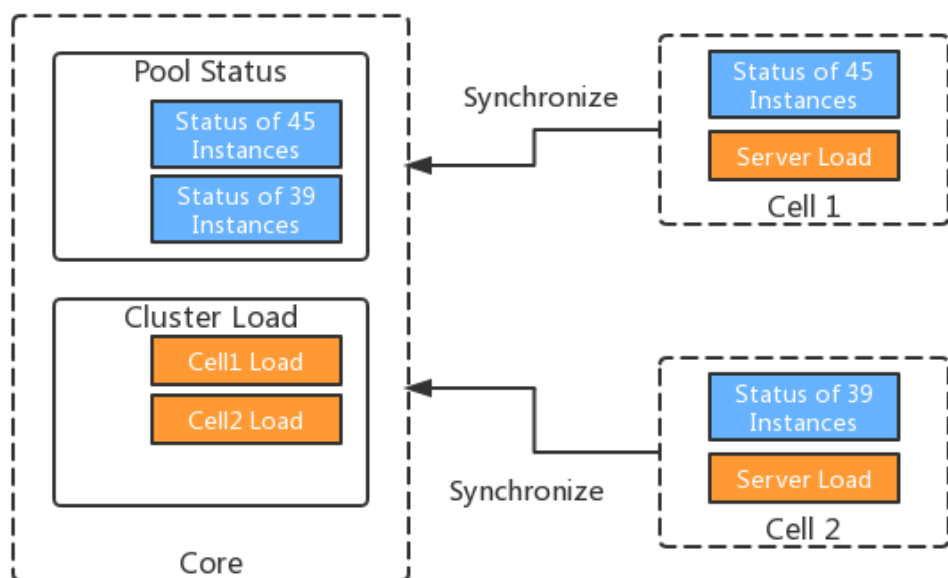 Pool Status
Status of 45
Instances
Status of 39
Instances
Cluster Load
Cell1 Load
Cell2 Load
Core
Synchronize
Synchronize
Status of 45
Instances
Server Load
Cell 1
Status of 39
Instances
Server Load
Cell 2